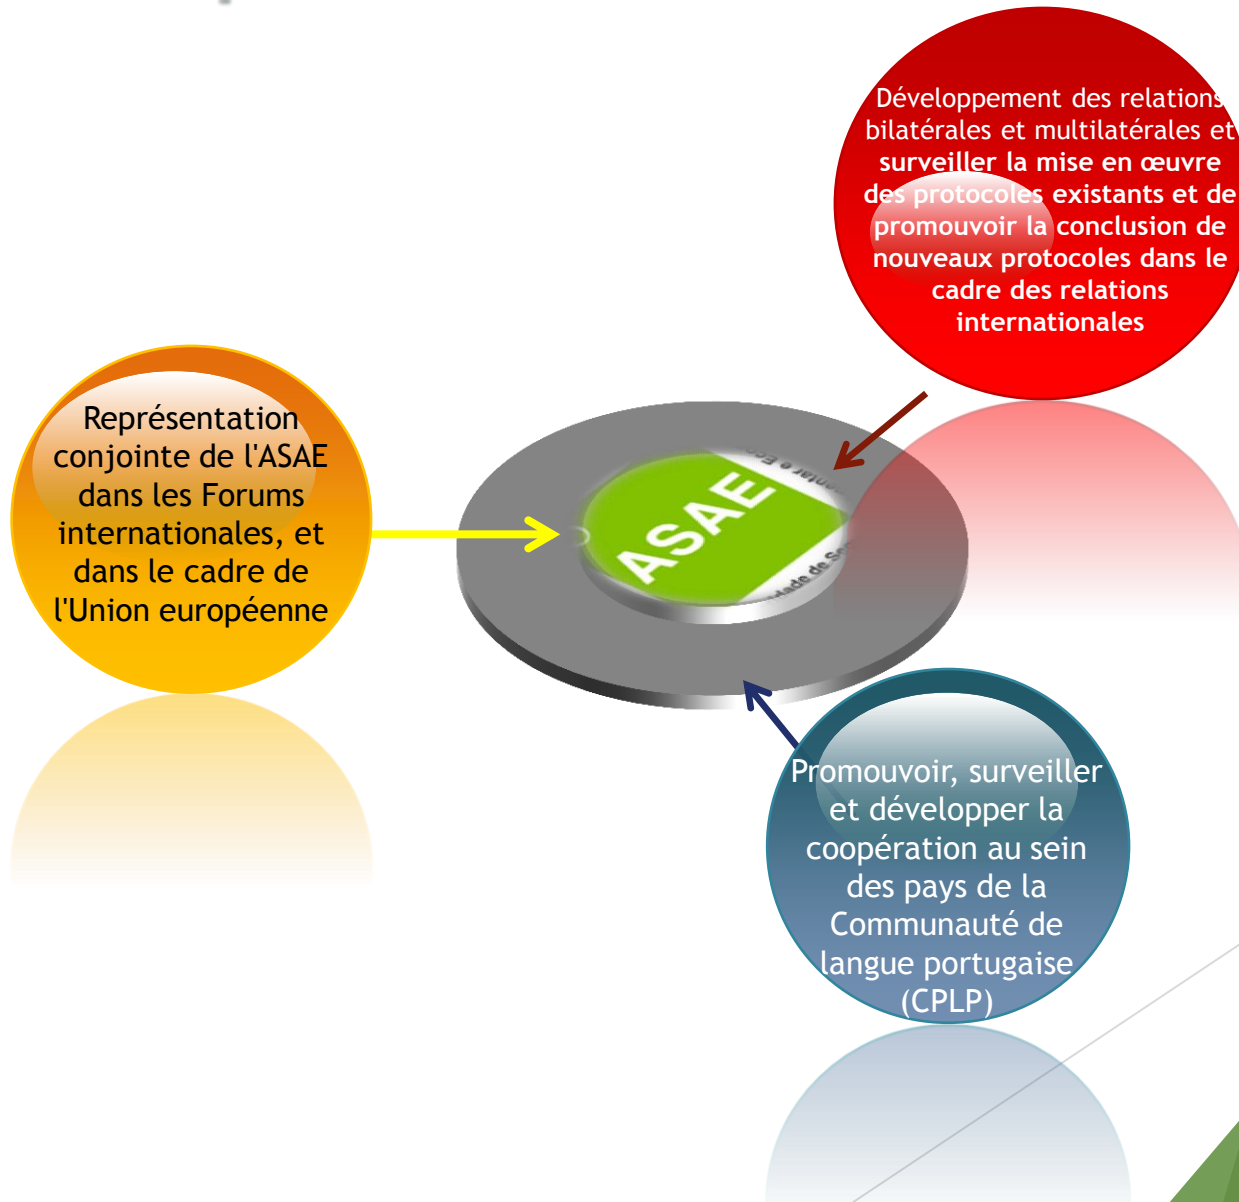 Développement des relations
bilatérales et multilatérales et
surveiller la mise en œuvre
des protocoles existants et de
promouvoir la conclusion de
nouveaux protocoles dans le
cadre des relations
internationales
Représentation
conjointe de l'ASAE
dans les Forums
internationales, et
dans le cadre de
l'Union européenne
ASAE
Promouvoir, surveiller
et développer la
coopération au sein
des pays de la
Communauté de
langue portugaise
(CPLP)